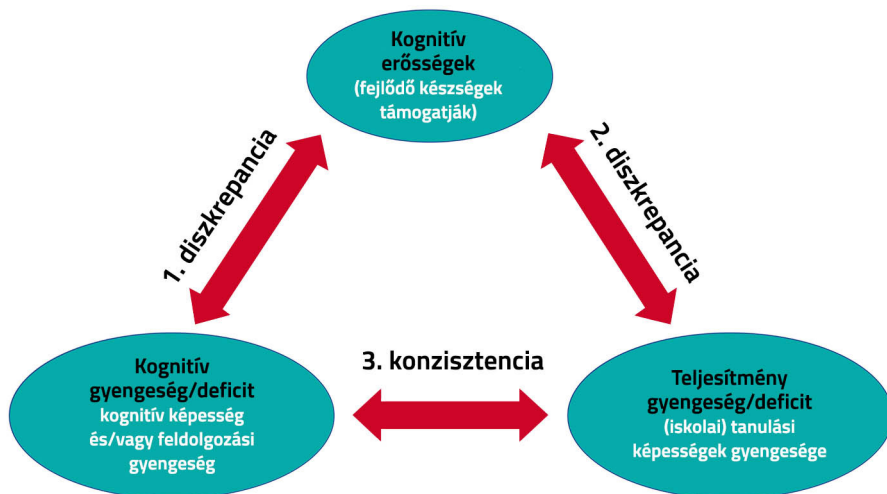 Kognitív
erősségek
(fejlődő készségek
támogatják)
1. diszkrepancia
2. diszkrepancia
Kognitív
gyengeség/deficit
kognitív képesség
és/vagy feldolgozási
gyengeség
3. konzisztencia
Teljesítmény
gyengeség/deficit
(iskolai) tanulási
képességek gyengesége